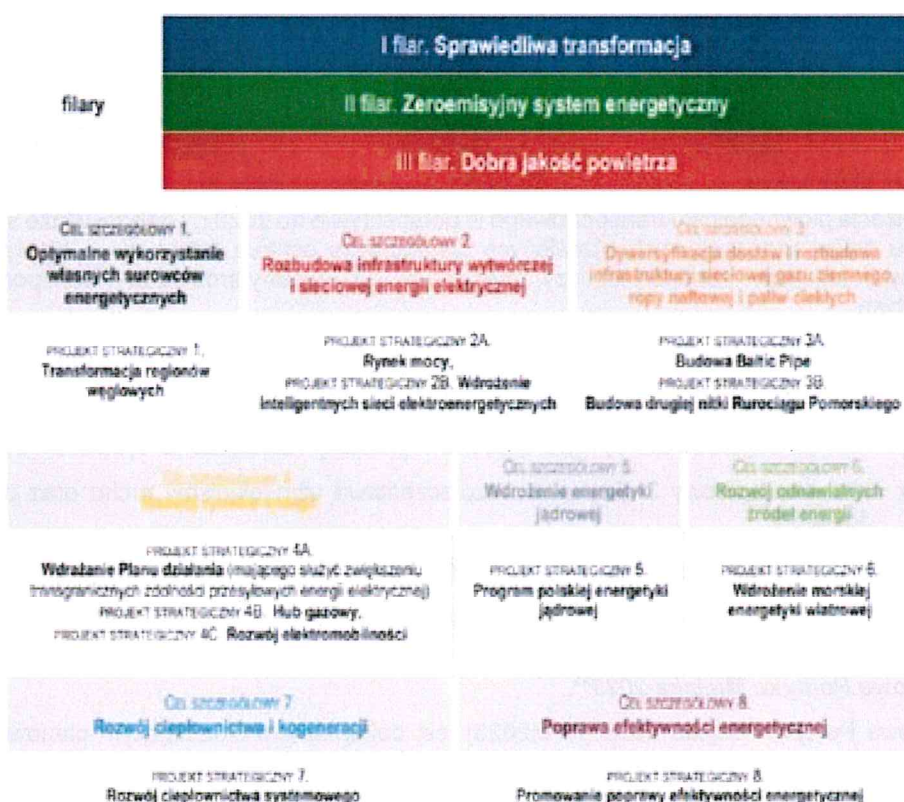 I filar. Sprawiedliwa transformacja
filary
II filar. Zeroemisyjny system energetyczny
III filar. Dobra jakość powietrza
CEL SZCZEGÓŁOWY 1.
Optymalne wykorzystanie
własnych surowców
energetycznych
CEL SZCZEGÓŁOWY 2.
Rozbudowa infrastruktury wytwórczej
i sieciowej energii elektrycznej
CEL SZCZEGÓŁOWY 3.
Dywersyfikacja dostaw i rozbudowa
infrastruktury sieciowej gazu ziemnego,
ropy naftowej i paliw ciekłych
PROJEKT STRATEGICZNY 1.
Transformacja regionów
węglowych
PROJEKT STRATEGICZNY 2A.
Rynek mocy,
PROJEKT STRATEGICZNY 2B. Wdrożenie
inteligentnych sieci elektroenergetycznych
PROJEKT STRATEGICZNY 3A.
Budowa Baltic Pipe
PROJEKT STRATEGICZNY 3B.
Budowa drugiej nitki Rurociągu Pomorskiego
CEL SZCZEGÓŁOWY 4.
Rozwój rynków energii
CEL SZCZEGÓŁOWY 5.
Wdrożenie energetyki
jądrowej
CEL SZCZEGÓŁOWY 6.
Rozwój odnawialnych
źródeł energii
PROJEKT STRATEGICZNY 4A.
Wdrażanie Planu działania (mającego służyć zwiększeniu
transgranicznych zdolności przesyłowych energii elektrycznej)
PROJEKT STRATEGICZNY 4B. Hub gazowy,
PROJEKT STRATEGICZNY 4C. Rozwój elektromobilności
PROJEKT STRATEGICZNY 5.
Program polskiej energetyki
jądrowej
PROJEKT STRATEGICZNY 6.
Wdrożenie morskiej
energetyki wiatrowej
CEL SZCZEGÓŁOWY 7.
Rozwój ciepłownictwa i kogeneracji
CEL SZCZEGÓŁOWY 8.
Poprawa efektywności energetycznej
PROJEKT STRATEGICZNY 7.
Rozwój ciepłownictwa systemowego
PROJEKT STRATEGICZNY 8.
Promowanie poprawy efektywności energetycznej